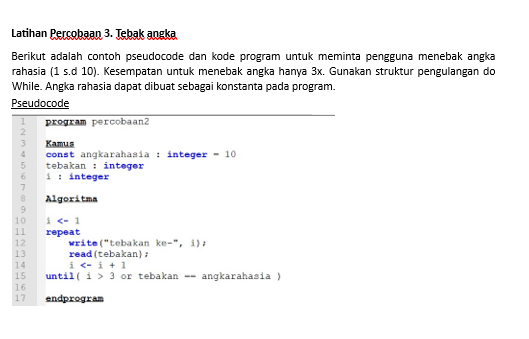 Latihan Percobaan 3. Tebak angka
Berikut adalah contoh pseudocode dan kode program untuk meminta pengguna menebak angka
rahasia (1 s.d 10). Kesempatan untuk menebak angka hanya 3x. Gunakan struktur pengulangan do
While. Angka rahasia dapat dibuat sebagai konstanta pada program.
Pseudocode
1 program percobaan2
2
3 Kamus
4 const angkarahasia : integer = 10
5 tebakan : integer
6 i : integer
7
8 Algoritma
9
10 i <- 1
11 repeat
12 write("tebakan ke-", i);
13 read(tebakan);
14 i <- i + 1
15 until( i > 3 or tebakan == angkarahasia )
16
17 endprogram